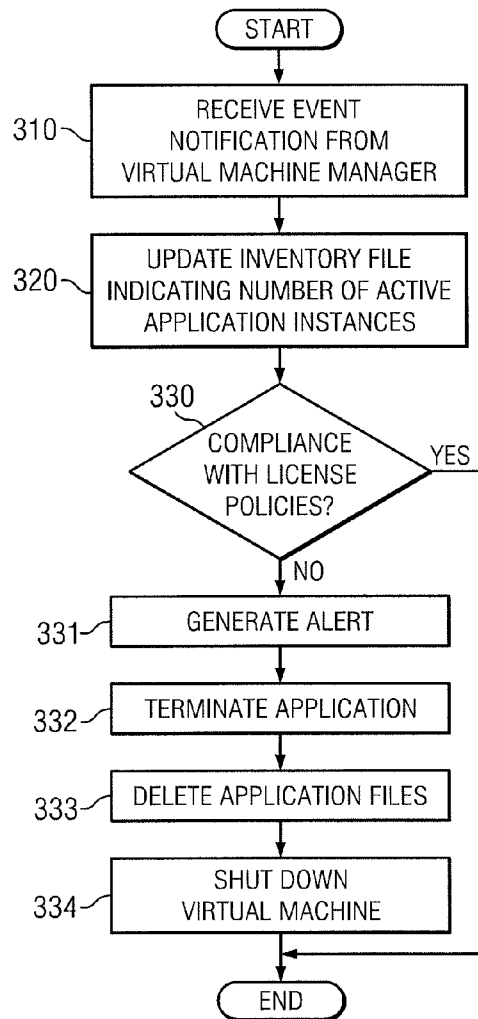 START
310
RECEIVE EVENT
NOTIFICATION FROM
VIRTUAL MACHINE MANAGER
320
UPDATE INVENTORY FILE
INDICATING NUMBER OF ACTIVE
APPLICATION INSTANCES
330
COMPLIANCE
WITH LICENSE
POLICIES?
YES
NO
331
GENERATE ALERT
332
TERMINATE APPLICATION
333
DELETE APPLICATION FILES
334
SHUT DOWN
VIRTUAL MACHINE
END